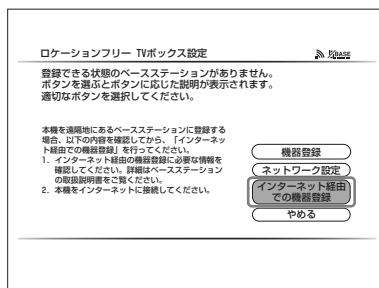 ロケーションフリー TVボックス設定
BASE
登録できる状態のベースステーションがありません。
ボタンを選ぶとボタンに応じた説明が表示されます。
適切なボタンを選択してください。
本機を遠隔地にあるベースステーションに登録する
場合、以下の内容を確認してから、「インターネッ
ト経由での機器登録」を行ってください。
1. インターネット経由の機器登録に必要な情報を
確認してください。詳細はベースステーション
の取扱説明書をご覧ください。
2. 本機をインターネットに接続してください。
機器登録
ネットワーク設定
インターネット経由
での機器登録
やめる